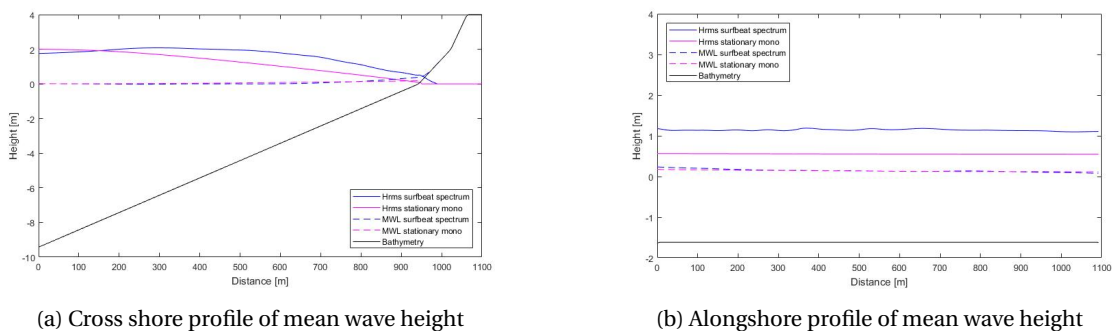 4
2
0
-2
-4
-6
-8
-10
Height [m]
0 100 200 300 400 500 600 700 800 900 1000 1100
Distance [m]
Hrms surfbeat spectrum
Hrms stationary mono
MWL surfbeat spectrum
MWL stationary mono
Bathymetry
(a) Cross shore profile of mean wave height
4
3
2
1
0
-1
-2
Height [m]
0 100 200 300 400 500 600 700 800 900 1000 1100
Distance [m]
Hrms surfbeat spectrum
Hrms stationary mono
MWL surfbeat spectrum
MWL stationary mono
Bathymetry
(b) Alongshore profile of mean wave height